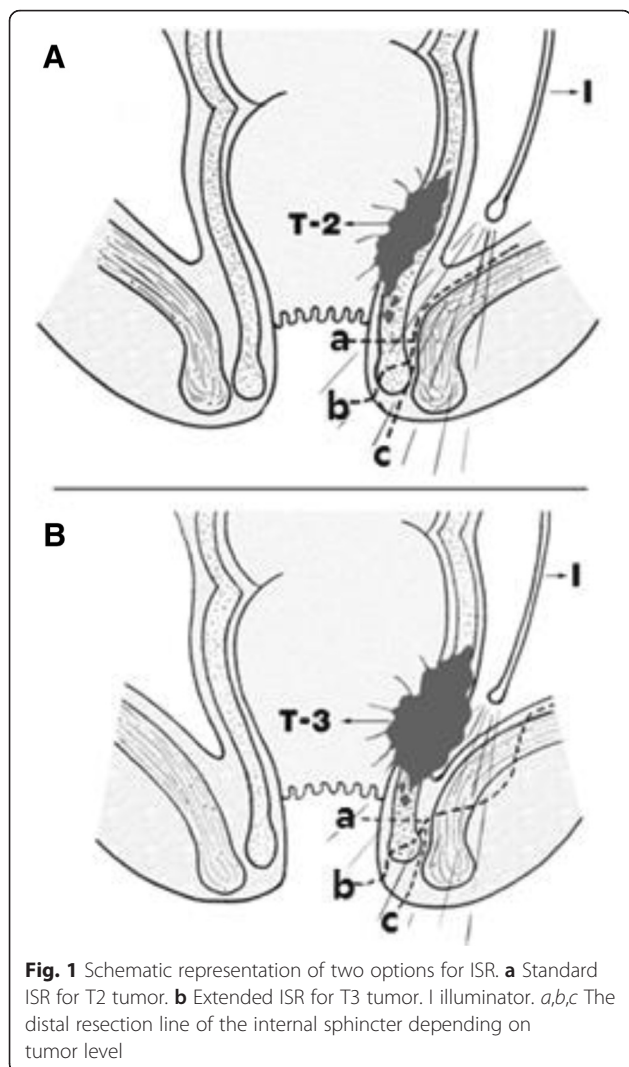 A
I
T-2
a
b
c
B
I
T-3
a
b
c
Fig. 1 Schematic representation of two options for ISR. a Standard
ISR for T2 tumor. b Extended ISR for T3 tumor. I illuminator. a,b,c The
distal resection line of the internal sphincter depending on
tumor level